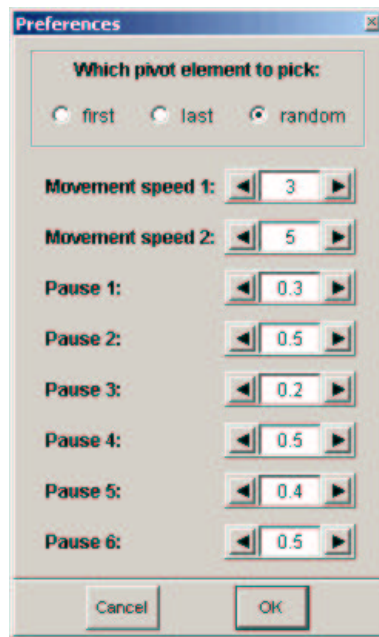 Preferences
Which pivot element to pick:
first last random
Movement speed 1: 3
Movement speed 2: 5
Pause 1: 0.3
Pause 2: 0.5
Pause 3: 0.2
Pause 4: 0.5
Pause 5: 0.4
Pause 6: 0.5
Cancel OK